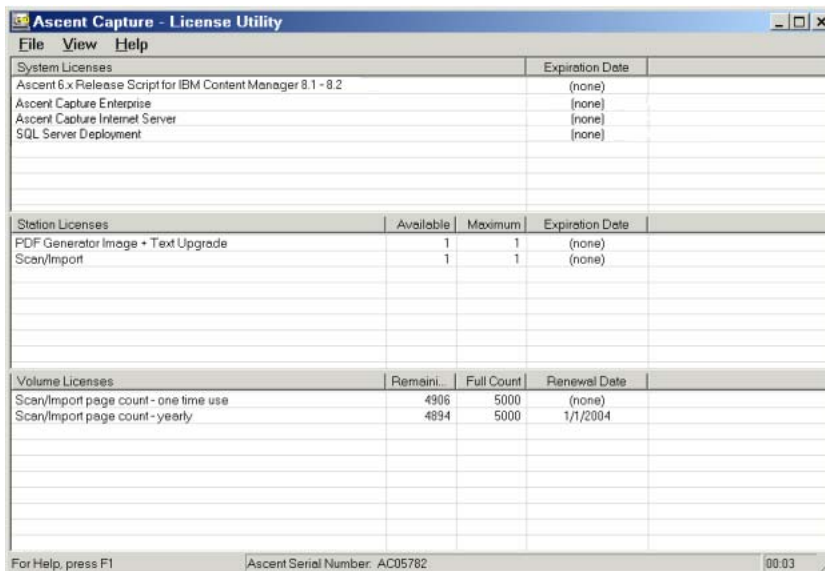 Ascent Capture - License Utility
File View Help
System Licenses Expiration Date
Ascent 6.x Release Script for IBM Content Manager 8.1 - 8.2 (none)
Ascent Capture Enterprise (none)
Ascent Capture Internet Server (none)
SQL Server Deployment (none)
Station Licenses Available Maximum Expiration Date
PDF Generator Image + Text Upgrade 1 1 (none)
Scan/Import 1 1 (none)
Volume Licenses Remaini... Full Count Renewal Date
Scan/Import page count - one time use 4906 5000 (none)
Scan/Import page count - yearly 4894 5000 1/1/2004
For Help, press F1 Ascent Serial Number: AC05782 00:03